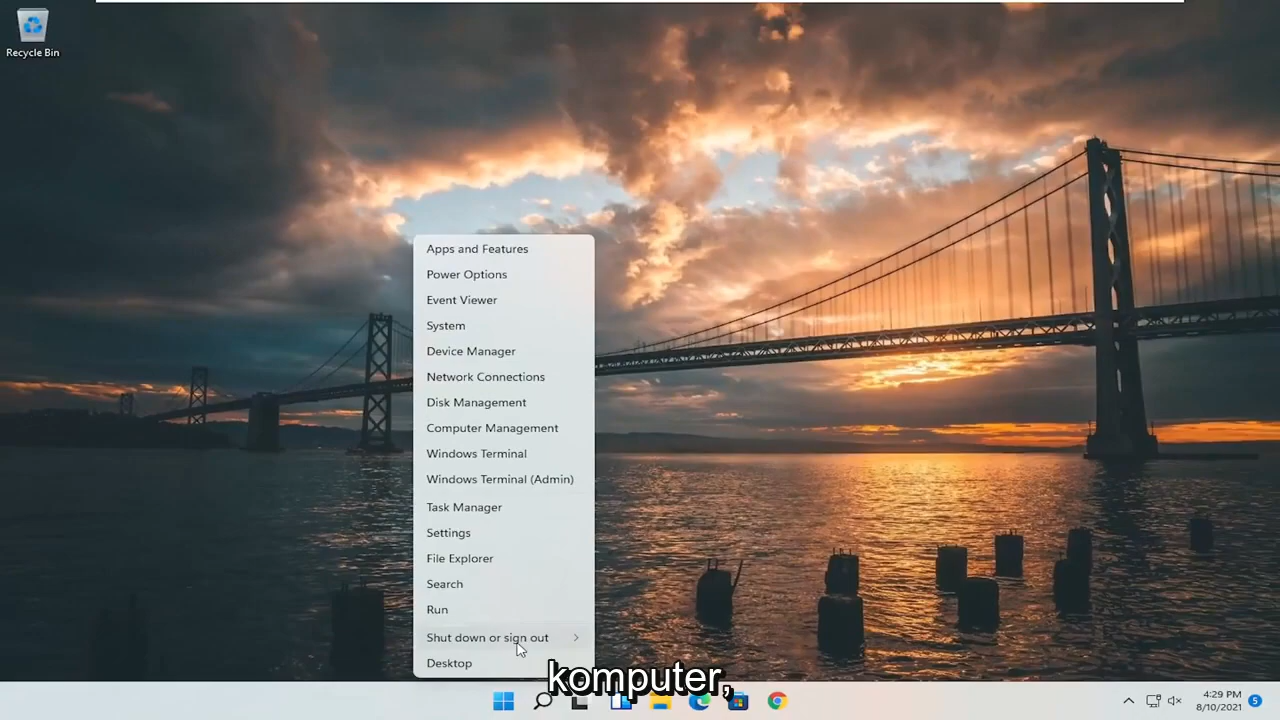 Recycle Bin
Apps and Features
Power Options
Event Viewer
System
Device Manager
Network Connections
Disk Management
Computer Management
Windows Terminal
Windows Terminal (Admin)
Task Manager
Settings
File Explorer
Search
Run
Shut down or sign out
Desktop
komputer,
4:29 PM
8/10/2021
5